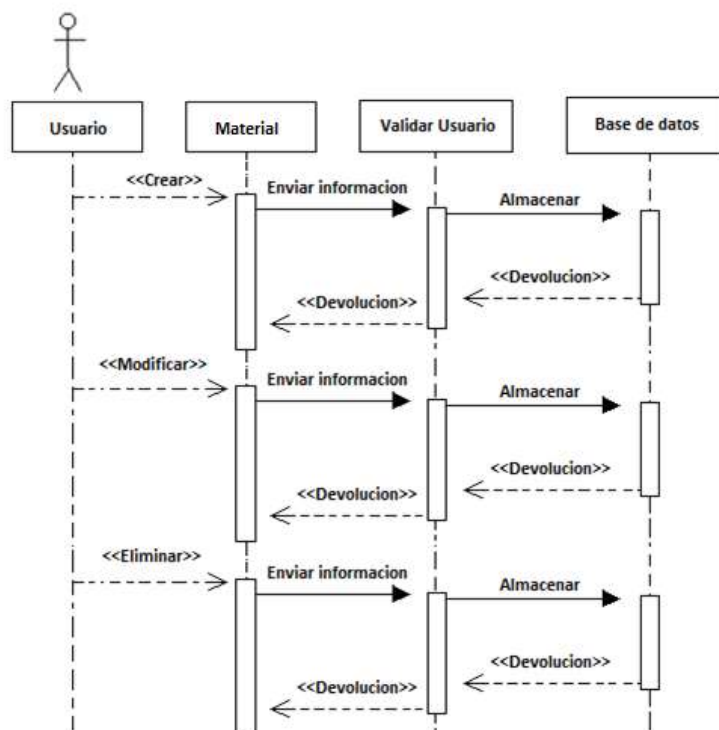 Usuario
Material
Validar Usuario
Base de datos
<<Crear>>
Enviar informacion
Almacenar
<<Devolucion>>
<<Devolucion>>
<<Modificar>>
Enviar informacion
Almacenar
<<Devolucion>>
<<Devolucion>>
<<Eliminar>>
Enviar informacion
Almacenar
<<Devolucion>>
<<Devolucion>>